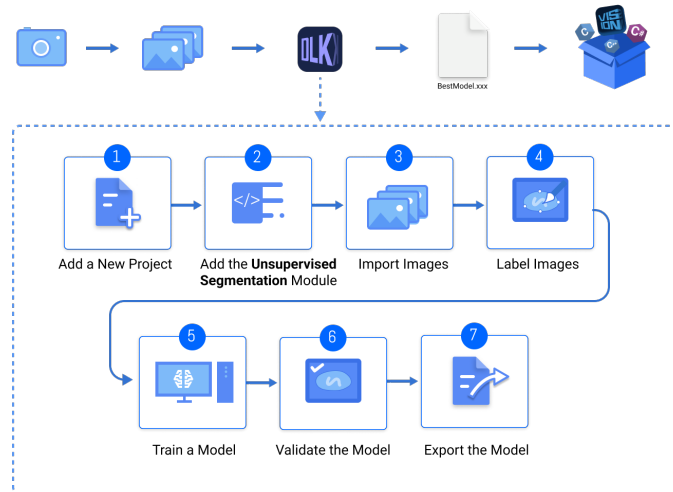 DLK
VISION
C
C#
C++
BestModel.xxx
1
2
3
4
</>
Add a New Project
Add the Unsupervised
Segmentation Module
Import Images
Label Images
5
6
7
Train a Model
Validate the Model
Export the Model